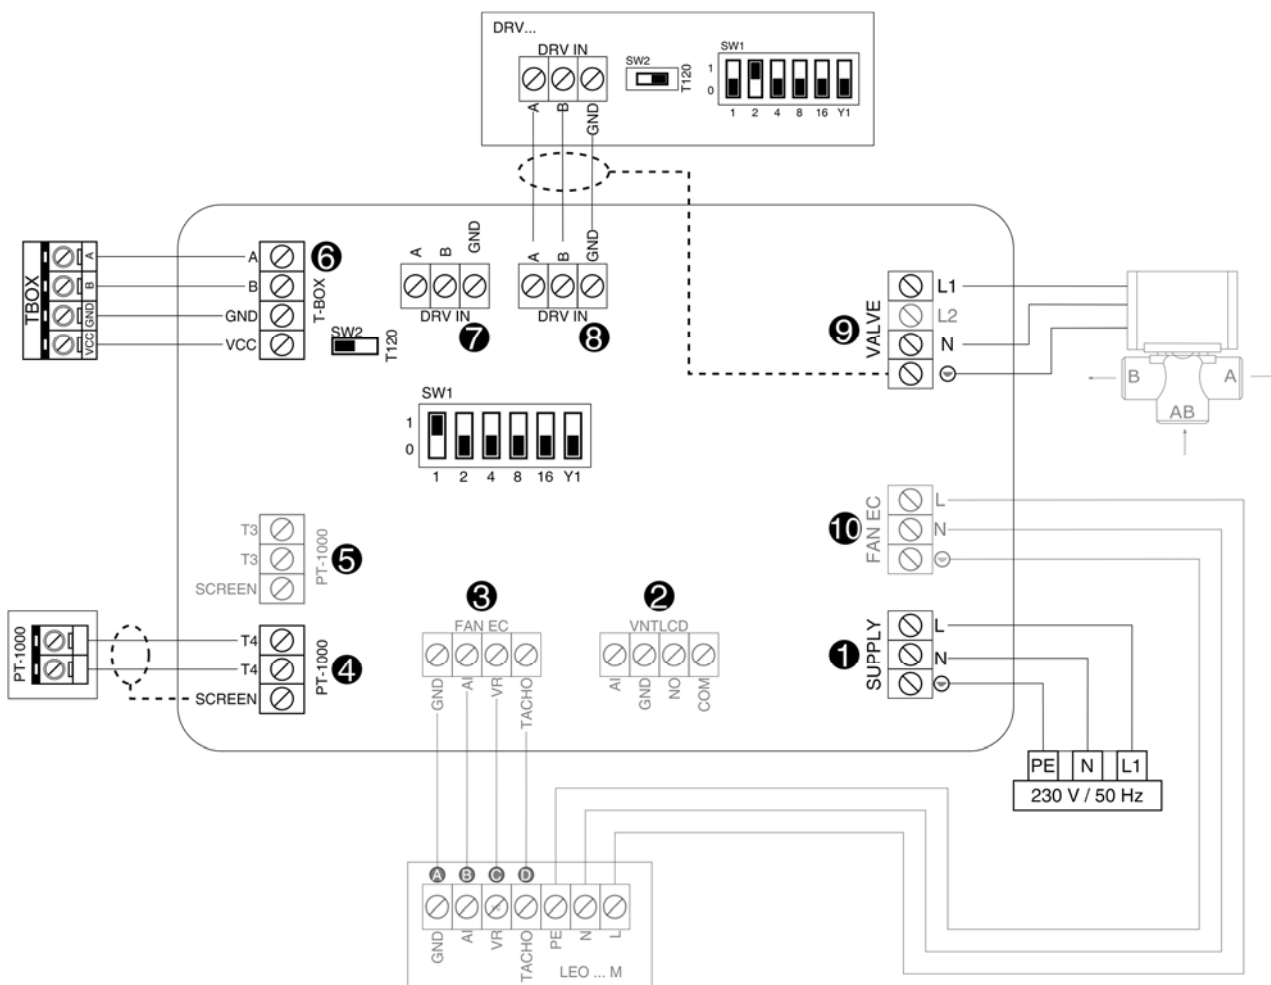 DRV...
DRV IN
A
B
GND
SW2
T120
SW1
1
0
1 2 4 8 16 Y1
TBOX
A
B
GND
VCC
A
B
GND
VCC
6
T-BOX
SW2
T120
A
B
GND
DRV IN
7
A
B
GND
DRV IN
8
SW1
1
0
1 2 4 8 16 Y1
9
VALVE
L1
L2
N
B
A
AB
T3
T3
SCREEN
PT-1000
5
PT-1000
T4
T4
SCREEN
PT-1000
4
3
FAN EC
GND
AI
VR
TACHO
2
VNTLCD
AI
GND
NO
COM
10
FAN EC
L
N
1
SUPPLY
L
N
PE N L1
230 V / 50 Hz
A B C D
GND
AI
VR
TACHO
PE
N
L
LEO ... M